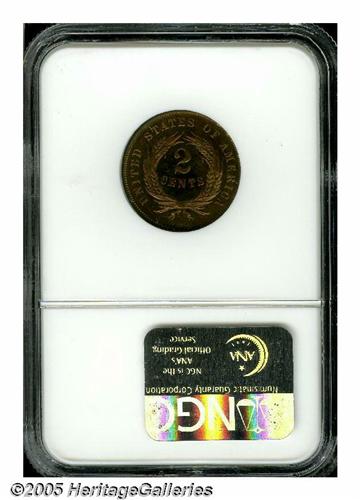 UNITED STATES OF AMERICA
2
CENTS
NGC is the
ANA's
Official Grading
Service
ANA
Numismatic Guaranty Corporation
NGC
©2005 HeritageGalleries